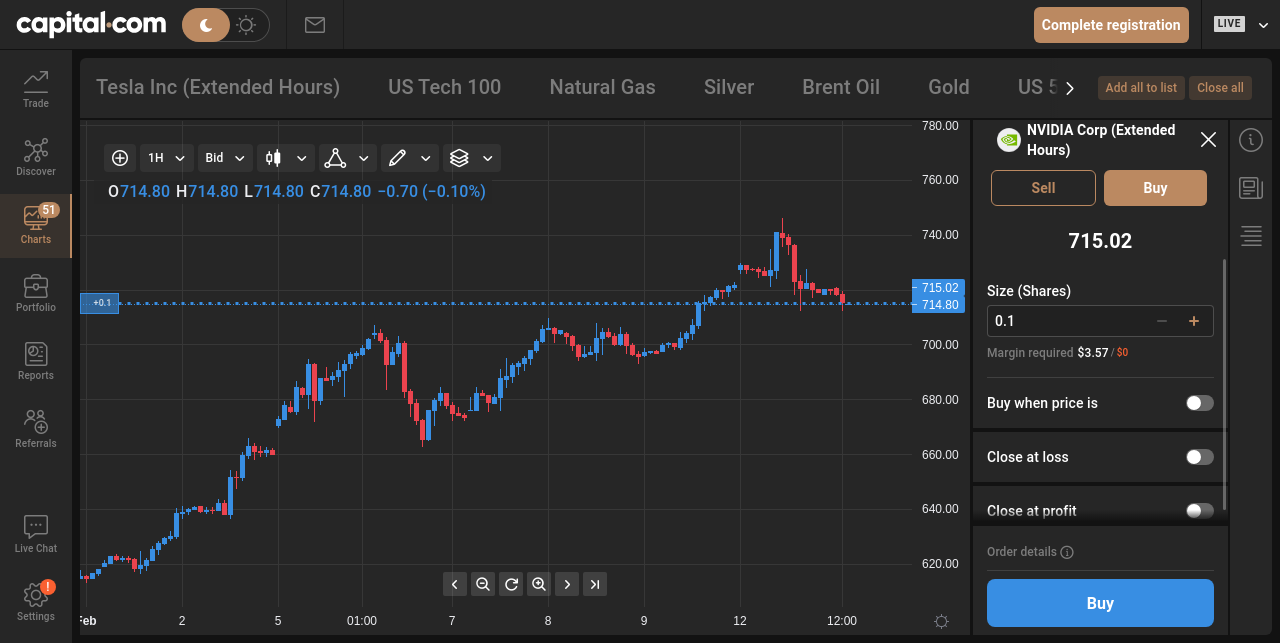 capital.com
Complete registration
LIVE
Trade
Discover
51
Charts
Portfolio
Reports
Referrals
Live Chat
!
Settings
Tesla Inc (Extended Hours)
US Tech 100
Natural Gas
Silver
Brent Oil
Gold
US 5
Add all to list
Close all
1H
Bid
O714.80 H714.80 L714.80 C714.80 −0.70 (−0.10%)
+0.1
780.00
760.00
740.00
715.02
714.80
700.00
680.00
660.00
640.00
620.00
Feb
2
5
01:00
7
8
9
12
12:00
NVIDIA Corp (Extended
Hours)
Sell
Buy
715.02
Size (Shares)
0.1
Margin required $3.57 / $0
Buy when price is
Close at loss
Close at profit
Order details
Buy